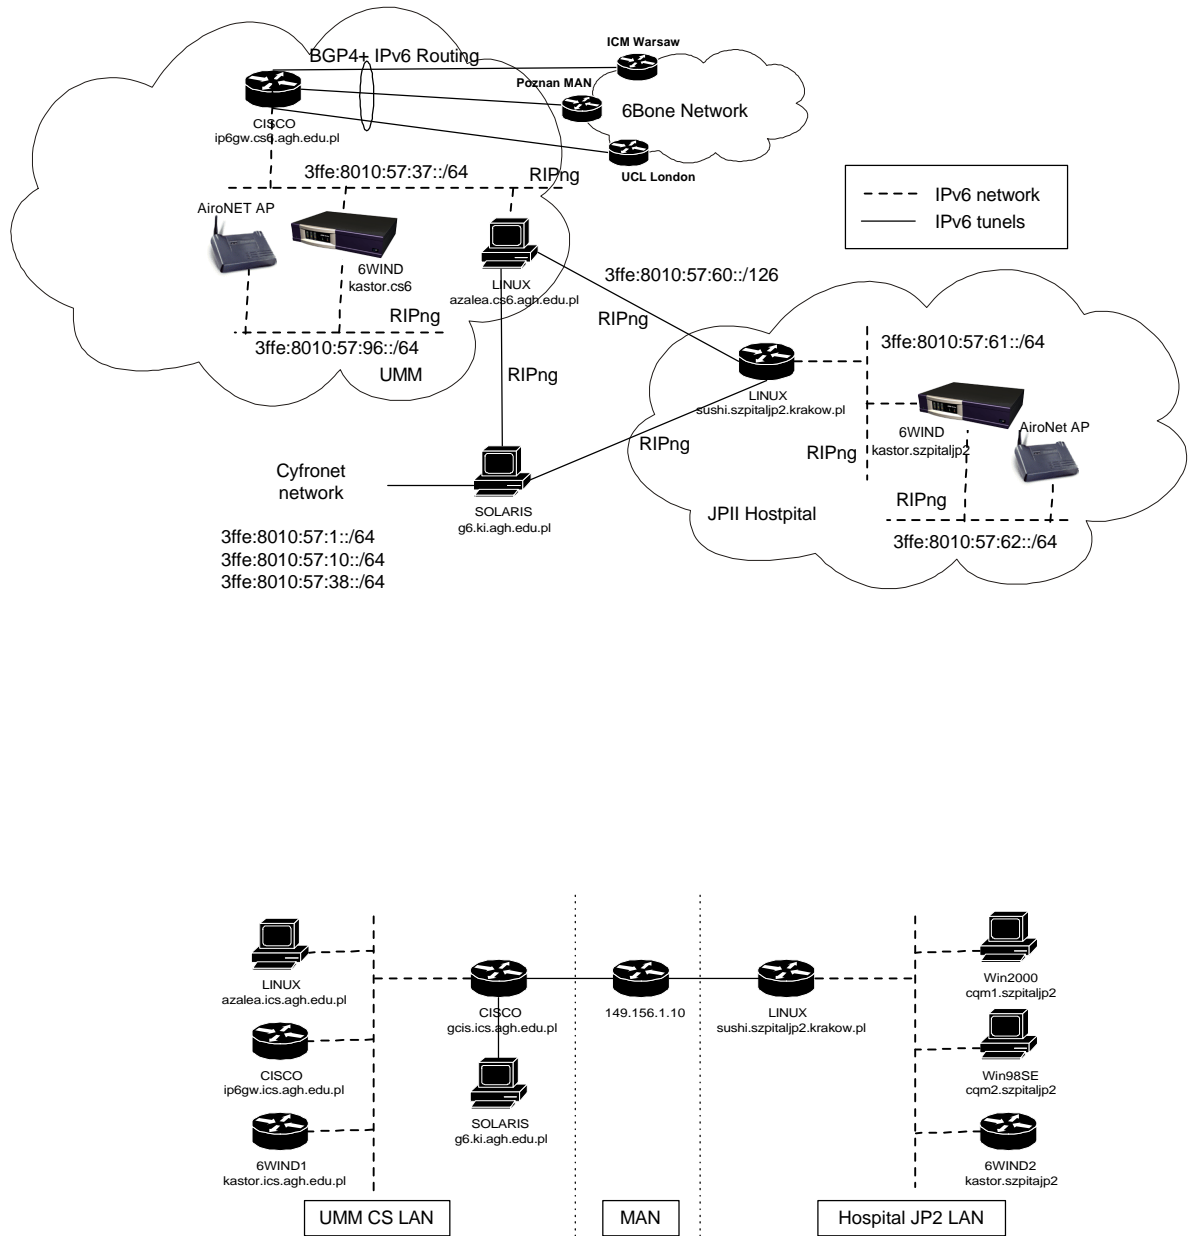 ICM Warsaw
BGP4+ IPv6 Routing
Poznan MAN
6Bone Network
CISCO
ip6gw.cs6.agh.edu.pl
UCL London
3ffe:8010:57:37::/64
RIPng
IPv6 network
IPv6 tunels
AiroNET AP
6WIND
kastor.cs6
LINUX
azalea.cs6.agh.edu.pl
3ffe:8010:57:60::/126
RIPng
RIPng
3ffe:8010:57:96::/64
UMM
RIPng
3ffe:8010:57:61::/64
LINUX
sushi.szpitaljp2.krakow.pl
RIPng
6WIND
kastor.szpitaljp2
AiroNet AP
RIPng
Cyfronet
network
RIPng
SOLARIS
g6.ki.agh.edu.pl
JPII Hostpital
3ffe:8010:57:1::/64
3ffe:8010:57:10::/64
3ffe:8010:57:38::/64
3ffe:8010:57:62::/64
LINUX
azalea.ics.agh.edu.pl
CISCO
gcis.ics.agh.edu.pl
149.156.1.10
LINUX
sushi.szpitaljp2.krakow.pl
Win2000
cqm1.szpitaljp2
CISCO
ip6gw.ics.agh.edu.pl
Win98SE
cqm2.szpitaljp2
SOLARIS
g6.ki.agh.edu.pl
6WIND1
kastor.ics.agh.edu.pl
6WIND2
kastor.szpitajp2
UMM CS LAN
MAN
Hospital JP2 LAN